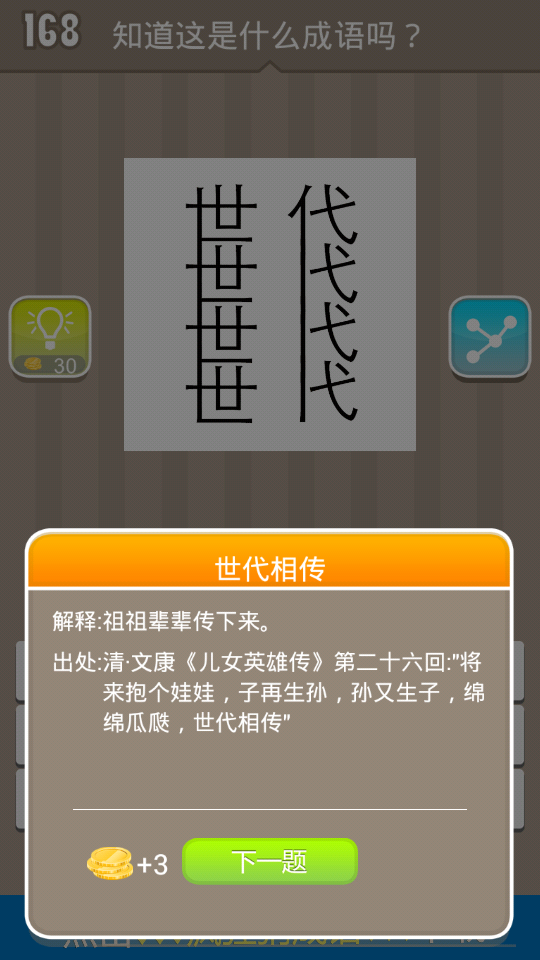 168
知道这是什么成语吗？
世 代
世 弋
世 弋
世 弋
30
世代相传
解释:祖祖辈辈传下来。
出处:清·文康《儿女英雄传》第二十六回:"将
来抱个娃娃，子再生孙，孙又生子，绵
绵瓜瓞，世代相传"
+3
下一题